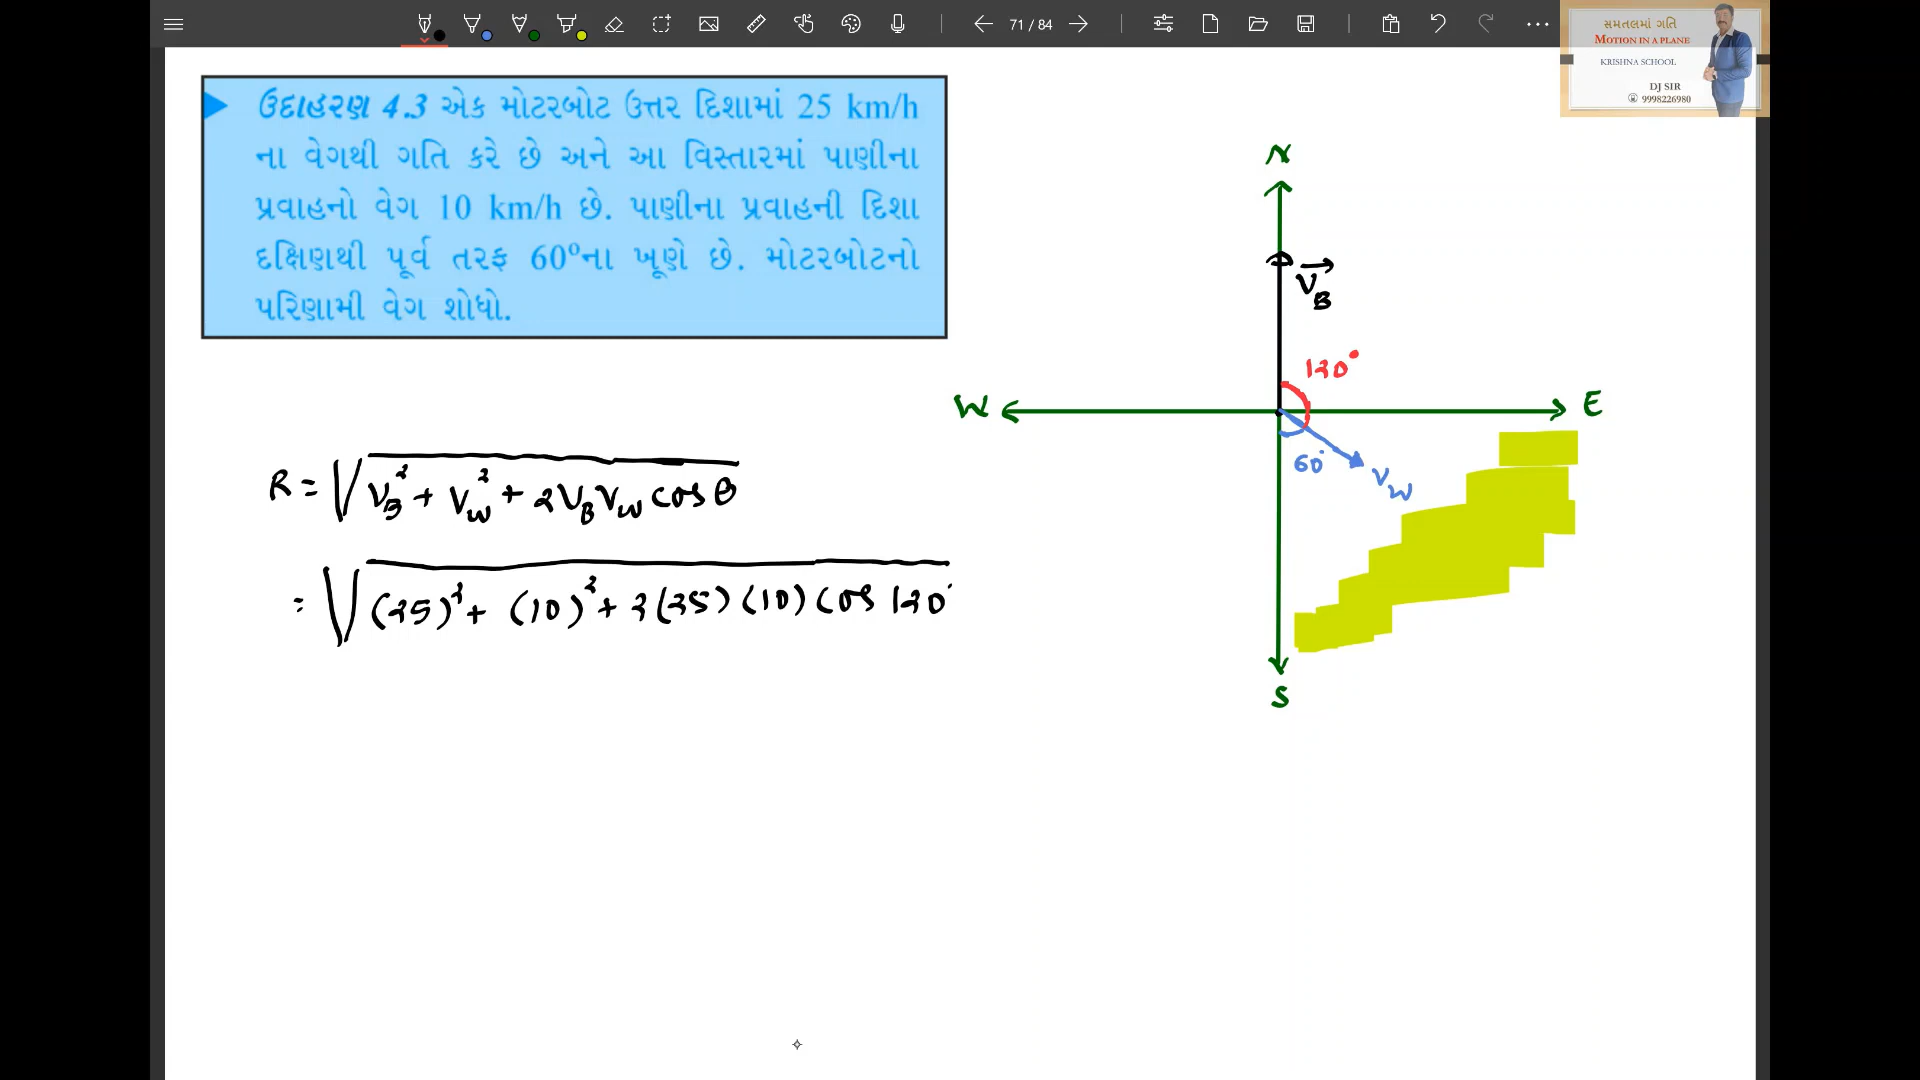 71 / 84
સમતલમાં ગતિ
MOTION IN A PLANE
KRISHNA SCHOOL
DJ SIR
9998226980
ઉદાહરણ 4.3 એક મોટરબોટ ઉત્તર દિશામાં 25 km/h
ના વેગથી ગતિ કરે છે અને આ વિસ્તારમાં પાણીના
પ્રવાહનો વેગ 10 km/h છે. પાણીના પ્રવાહની દિશા
દક્ષિણથી પૂર્વ તરફ 60°ના ખૂણે છે. મોટરબોટનો
પરિણામી વેગ શોધો.
N
V_B
120°
W
E
60°
V_W
S
R = √(V_B² + V_W² + 2V_B V_W cos θ)
= √((25)² + (10)² + 2(25)(10) cos 120°)